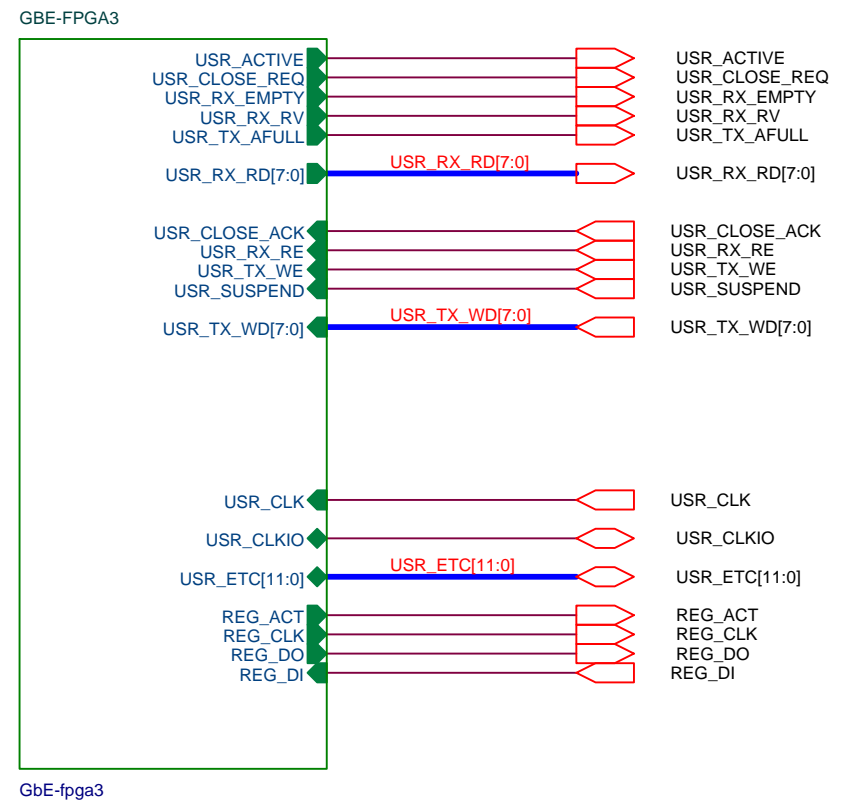 GBE-FPGA3
USR_ACTIVE USR_ACTIVE
USR_CLOSE_REQ USR_CLOSE_REQ
USR_RX_EMPTY USR_RX_EMPTY
USR_RX_RV USR_RX_RV
USR_TX_AFULL USR_TX_AFULL
USR_RX_RD[7:0] USR_RX_RD[7:0] USR_RX_RD[7:0]
USR_CLOSE_ACK USR_CLOSE_ACK
USR_RX_RE USR_RX_RE
USR_TX_WE USR_TX_WE
USR_SUSPEND USR_SUSPEND
USR_TX_WD[7:0] USR_TX_WD[7:0] USR_TX_WD[7:0]
USR_CLK USR_CLK
USR_CLKIO USR_CLKIO
USR_ETC[11:0] USR_ETC[11:0] USR_ETC[11:0]
REG_ACT REG_ACT
REG_CLK REG_CLK
REG_DO REG_DO
REG_DI REG_DI
GbE-fpga3